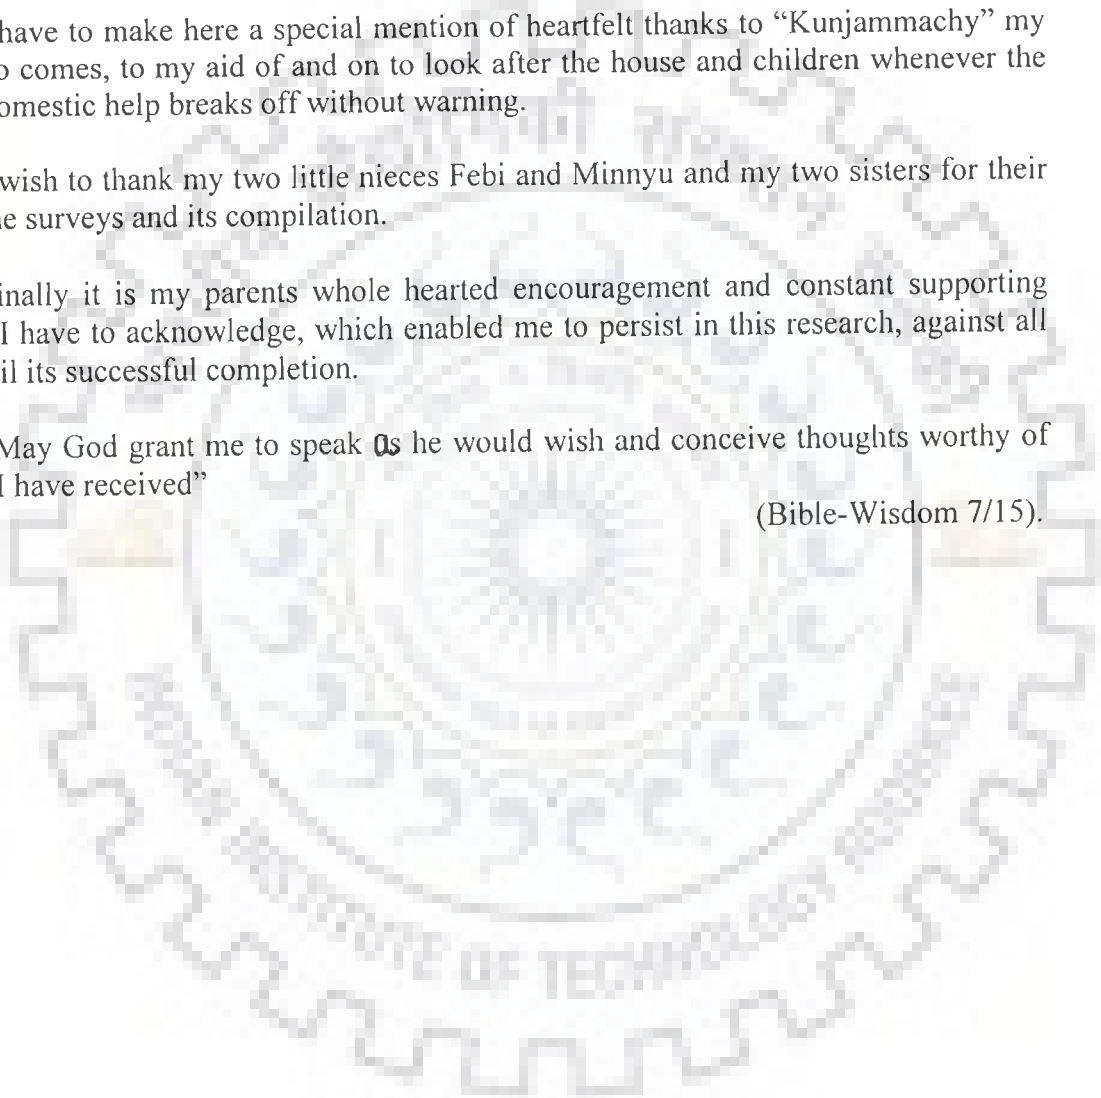 have to make here a special mention of heartfelt thanks to “Kunjammachy” my
o comes, to my aid of and on to look after the house and children whenever the
omestic help breaks off without warning.
wish to thank my two little nieces Febi and Minnyu and my two sisters for their
e surveys and its compilation.
inally it is my parents whole hearted encouragement and constant supporting
I have to acknowledge, which enabled me to persist in this research, against all
il its successful completion.
May God grant me to speak as he would wish and conceive thoughts worthy of
I have received”
(Bible-Wisdom 7/15).
INSTITUTE OF TECHNOLOGY